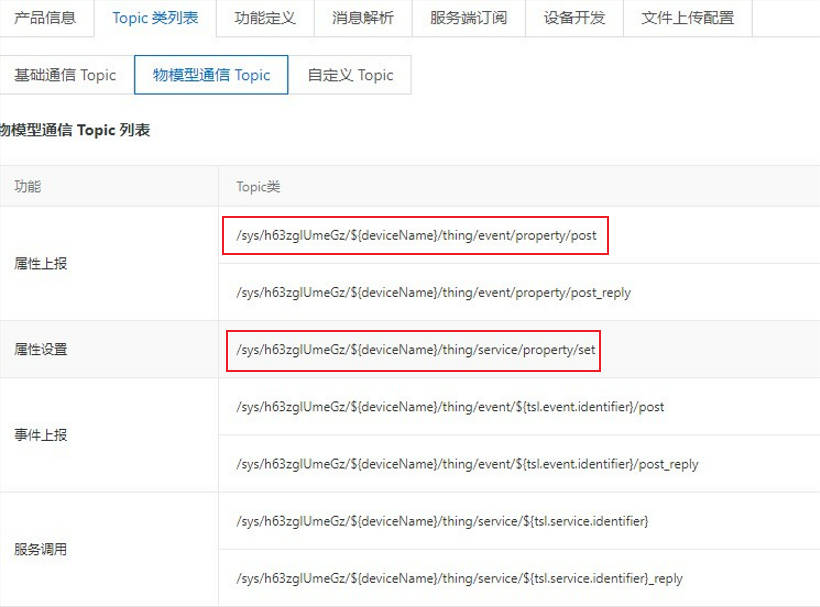 产品信息 Topic 类列表 功能定义 消息解析 服务端订阅 设备开发 文件上传配置
基础通信 Topic 物模型通信 Topic 自定义 Topic
物模型通信 Topic 列表
功能 Topic类
属性上报
/sys/h63zglUmeGz/${deviceName}/thing/event/property/post
/sys/h63zglUmeGz/${deviceName}/thing/event/property/post_reply
属性设置 /sys/h63zglUmeGz/${deviceName}/thing/service/property/set
事件上报
/sys/h63zglUmeGz/${deviceName}/thing/event/${tsl.event.identifier}/post
/sys/h63zglUmeGz/${deviceName}/thing/event/${tsl.event.identifier}/post_reply
服务调用
/sys/h63zglUmeGz/${deviceName}/thing/service/${tsl.service.identifier}
/sys/h63zglUmeGz/${deviceName}/thing/service/${tsl.service.identifier}_reply